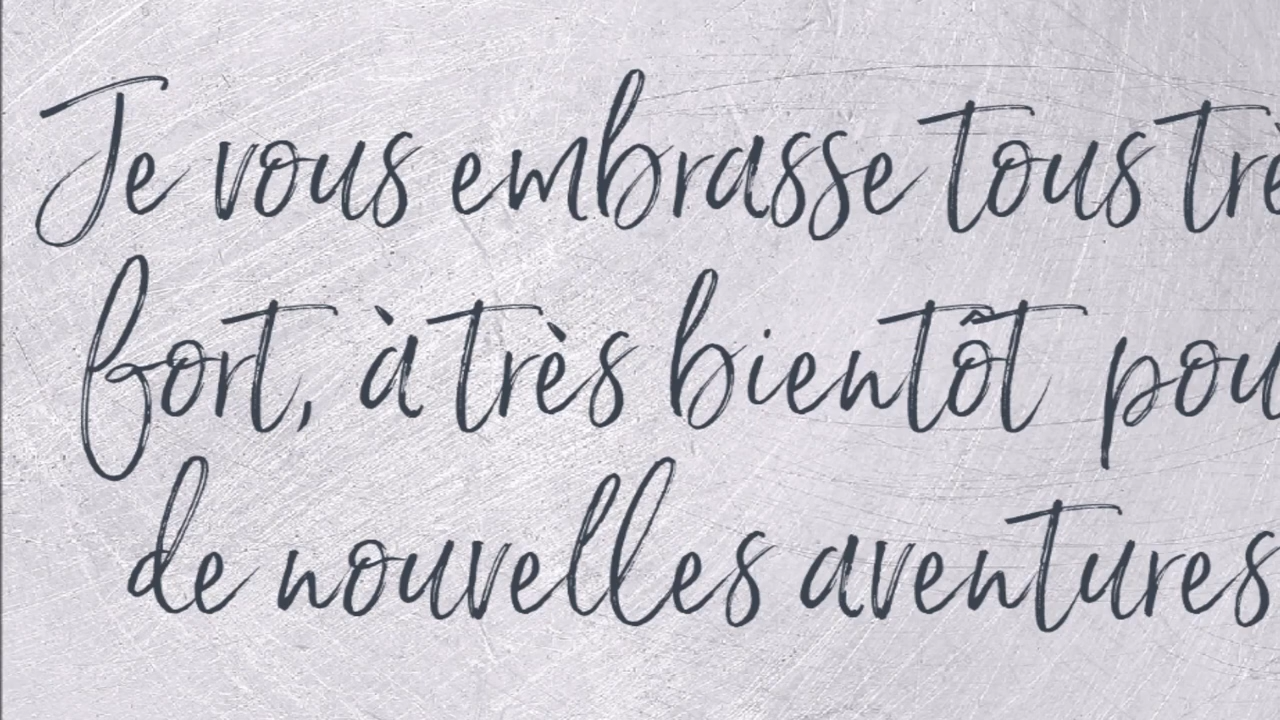 Je vous embrasse tous trè
fort, à très bientôt pou
de nouvelles aventures